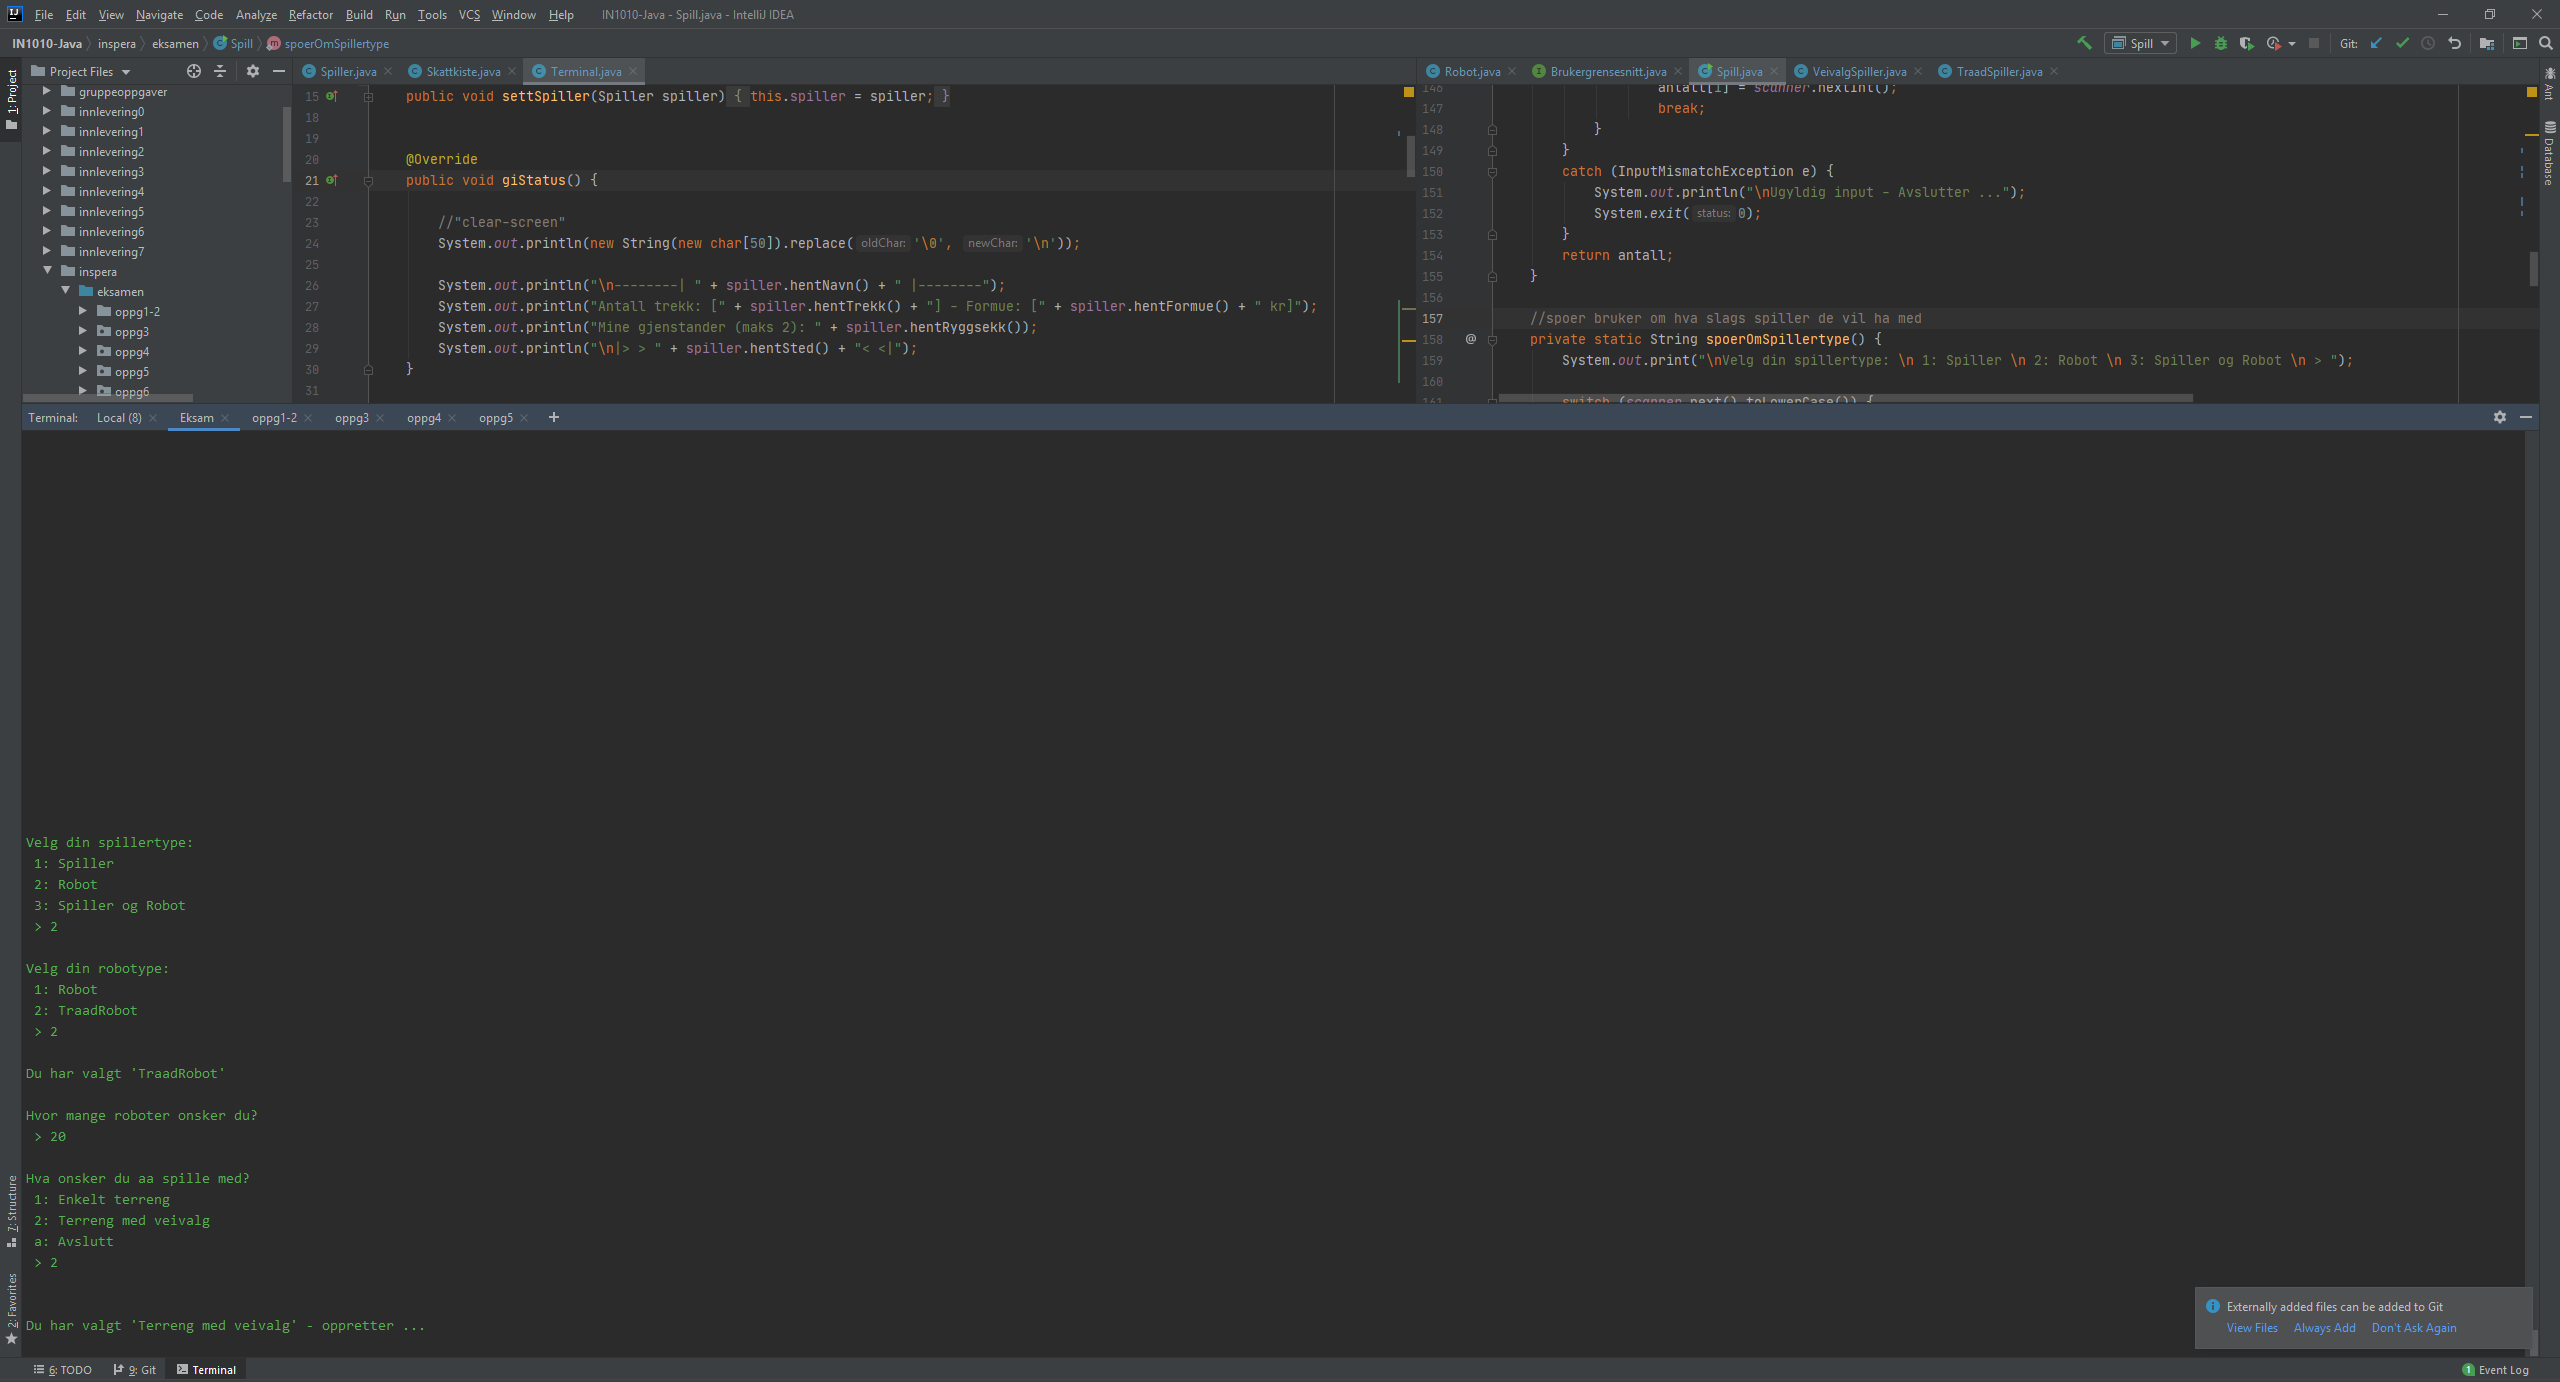 File Edit View Navigate Code Analyze Refactor Build Run Tools VCS Window Help IN1010-Java - Spill.java - IntelliJ IDEA
IN1010-Java inspera eksamen Spill spoerOmSpillertype
Spill Git:
1: Project
Project Files
gruppeoppgaver
innlevering0
innlevering1
innlevering2
innlevering3
innlevering4
innlevering5
innlevering6
innlevering7
inspera
eksamen
oppg1-2
oppg3
oppg4
oppg5
oppg6
Spiller.java Skattkiste.java Terminal.java
15 public void settSpiller(Spiller spiller) { this.spiller = spiller; }
18
19
20 @Override
21 public void giStatus() {
22
23 //"clear-screen"
24 System.out.println(new String(new char[50]).replace( oldChar: '\0', newChar: '\n'));
25
26 System.out.println("\n--------| " + spiller.hentNavn() + " |--------");
27 System.out.println("Antall trekk: [" + spiller.hentTrekk() + "] - Formue: [" + spiller.hentFormue() + " kr]");
28 System.out.println("Mine gjenstander (maks 2): " + spiller.hentRyggsekk());
29 System.out.println("\n|> > " + spiller.hentSted() + "< <|");
30 }
31
Robot.java Brukergrensesnitt.java Spill.java VeivalgSpiller.java TraadSpiller.java
146 antall[1] = scanner.nextInt();
147 break;
148 }
149 }
150 catch (InputMismatchException e) {
151 System.out.println("\nUgyldig input - Avslutter ...");
152 System.exit( status: 0);
153 }
154 return antall;
155 }
156
157 //spoer bruker om hva slags spiller de vil ha med
158 @ private static String spoerOmSpillertype() {
159 System.out.print("\nVelg din spillertype: \n 1: Spiller \n 2: Robot \n 3: Spiller og Robot \n > ");
160
161 switch (scanner.next().toLowerCase()) {
Ant
Database
Terminal: Local (8) Eksam oppg1-2 oppg3 oppg4 oppg5 +
Velg din spillertype:
1: Spiller
2: Robot
3: Spiller og Robot
> 2
Velg din robotype:
1: Robot
2: TraadRobot
> 2
Du har valgt 'TraadRobot'
Hvor mange roboter onsker du?
> 20
Hva onsker du aa spille med?
1: Enkelt terreng
2: Terreng med veivalg
a: Avslutt
> 2
Du har valgt 'Terreng med veivalg' - oppretter ...
7: Structure
2: Favorites
Externally added files can be added to Git
View Files Always Add Don't Ask Again
6: TODO 9: Git Terminal
1 Event Log